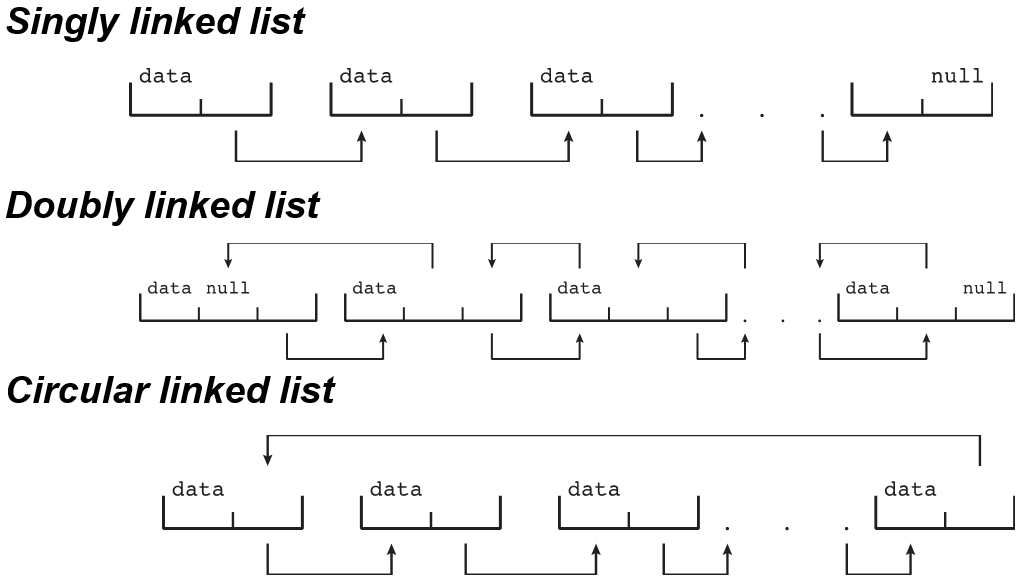 Singly linked list
data data data null
Doubly linked list
data null data data data null
Circular linked list
data data data data